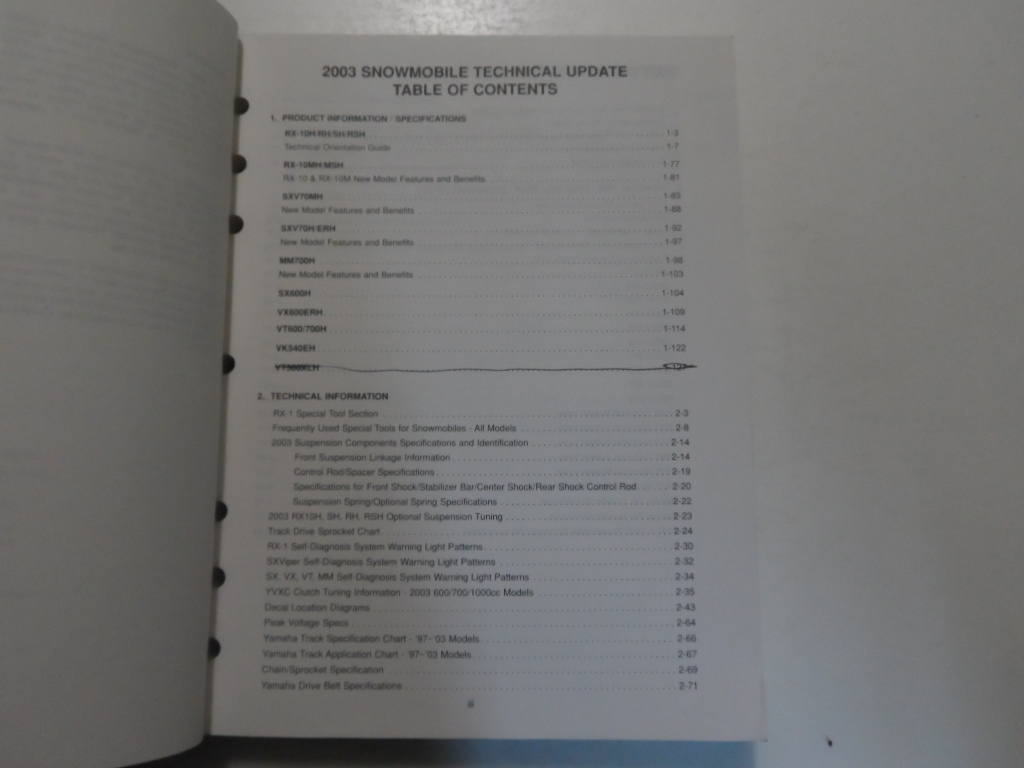 2003 SNOWMOBILE TECHNICAL UPDATE
TABLE OF CONTENTS
1. PRODUCT INFORMATION / SPECIFICATIONS
RX-10H/RH/SH/RSH 1-3
Technical Orientation Guide 1-7
RX-10MH/MSH 1-77
RX-10 & RX-10M New Model Features and Benefits 1-81
SXV70MH 1-83
New Model Features and Benefits 1-88
SXV70H/ERH 1-92
New Model Features and Benefits 1-97
MM700H 1-98
New Model Features and Benefits 1-103
SX600H 1-104
VX600ERH 1-109
VT600/700H 1-114
VK540EH 1-122
2. TECHNICAL INFORMATION
RX-1 Special Tool Section 2-3
Frequently Used Special Tools for Snowmobiles - All Models 2-8
2003 Suspension Components Specifications and Identification 2-14
Front Suspension Linkage Information 2-14
Control Rod/Spacer Specifications 2-19
Specifications for Front Shock/Stabilizer Bar/Center Shock/Rear Shock Control Rod 2-20
Suspension Spring/Optional Spring Specifications 2-22
2003 RX10H, SH, RH, RSH Optional Suspension Tuning 2-23
Track Drive Sprocket Chart 2-24
RX-1 Self-Diagnosis System Warning Light Patterns 2-30
SXViper Self-Diagnosis System Warning Light Patterns 2-32
SX, VX, VT, MM Self-Diagnosis System Warning Light Patterns 2-34
YVXC Clutch Tuning Information - 2003 600/700/1000cc Models 2-35
Decal Location Diagrams 2-43
Peak Voltage Specs 2-64
Yamaha Track Specification Chart - '97-'03 Models 2-66
Yamaha Track Application Chart - '97-'03 Models 2-67
Chain/Sprocket Specification 2-69
Yamaha Drive Belt Specifications 2-71